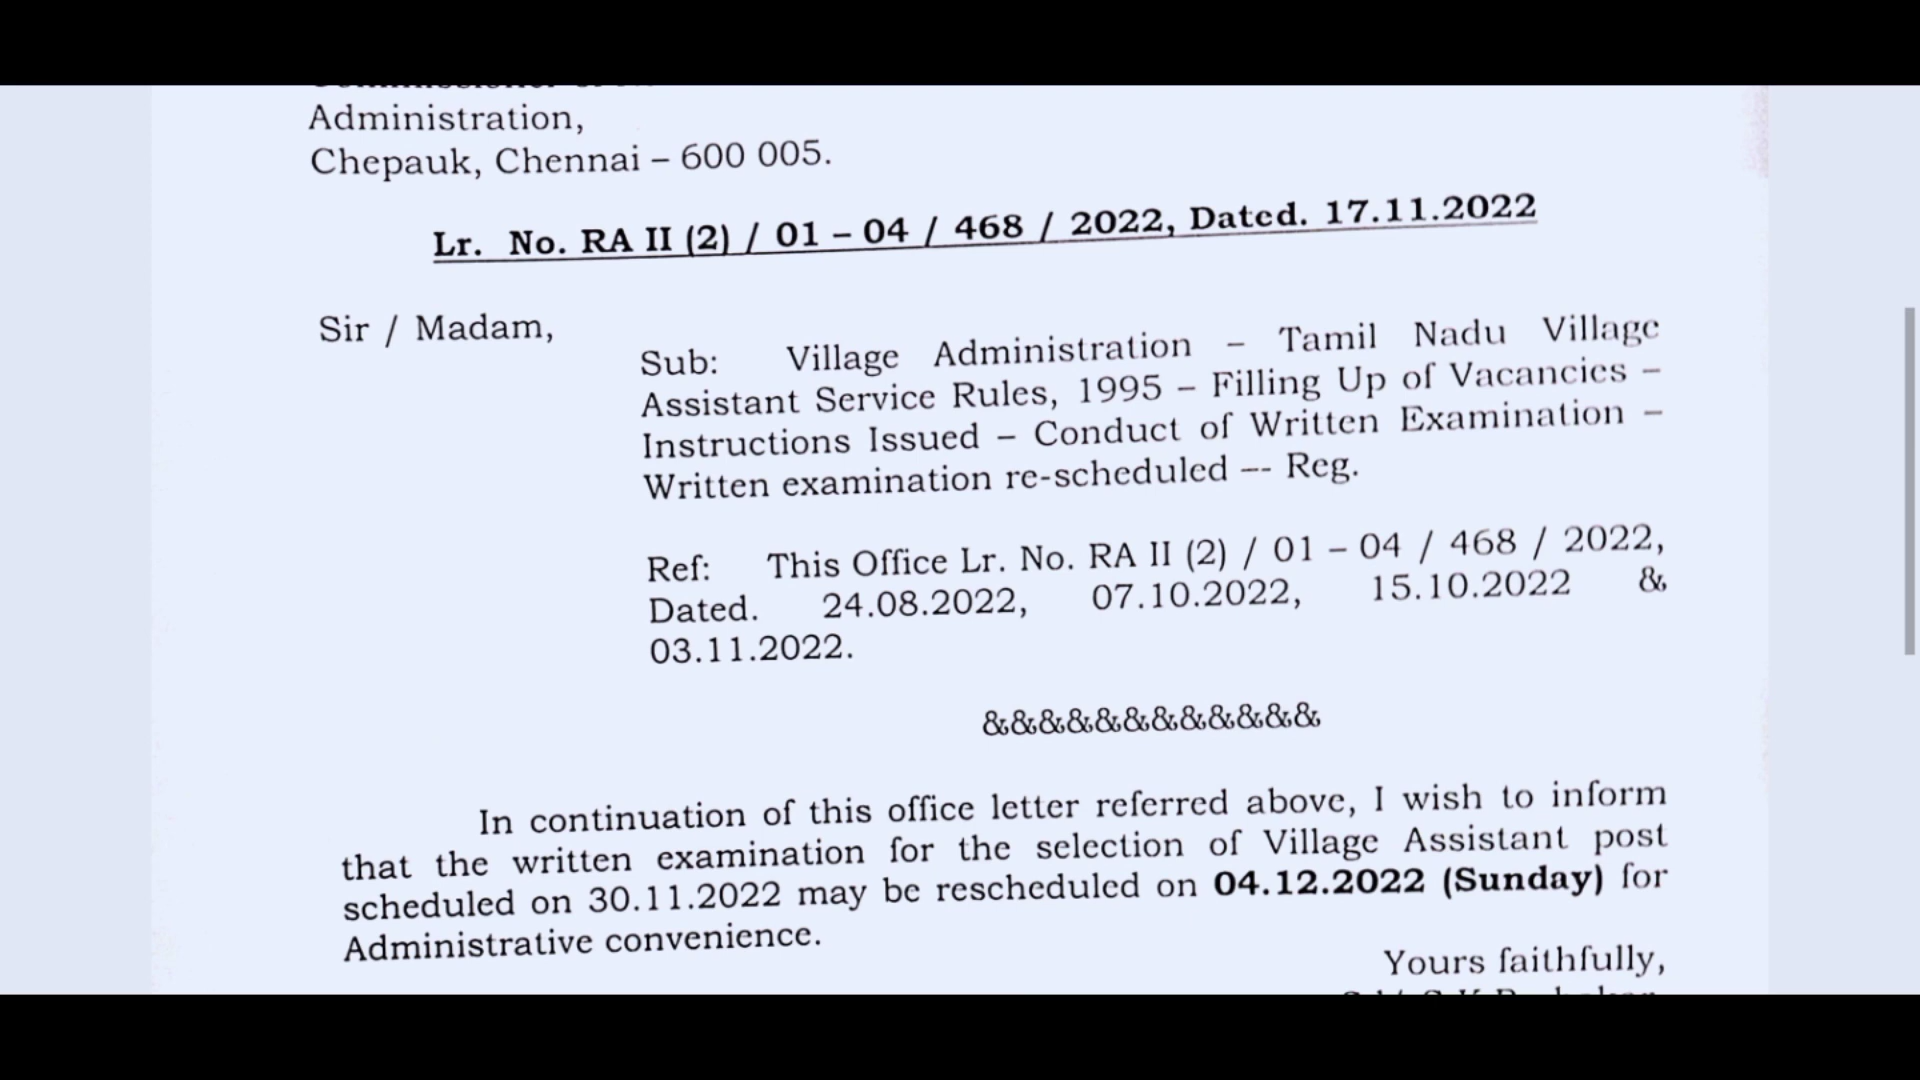 Administration,
Chepauk, Chennai – 600 005.
Lr. No. RA II (2) / 01 – 04 / 468 / 2022, Dated. 17.11.2022
Sir / Madam,
Sub: Village Administration – Tamil Nadu Village
Assistant Service Rules, 1995 – Filling Up of Vacancies –
Instructions Issued – Conduct of Written Examination –
Written examination re-scheduled –- Reg.
Ref: This Office Lr. No. RA II (2) / 01 – 04 / 468 / 2022,
Dated. 24.08.2022, 07.10.2022, 15.10.2022 &
03.11.2022.
&&&&&&&&&&&&
In continuation of this office letter referred above, I wish to inform
that the written examination for the selection of Village Assistant post
scheduled on 30.11.2022 may be rescheduled on 04.12.2022 (Sunday) for
Administrative convenience.
Yours faithfully,